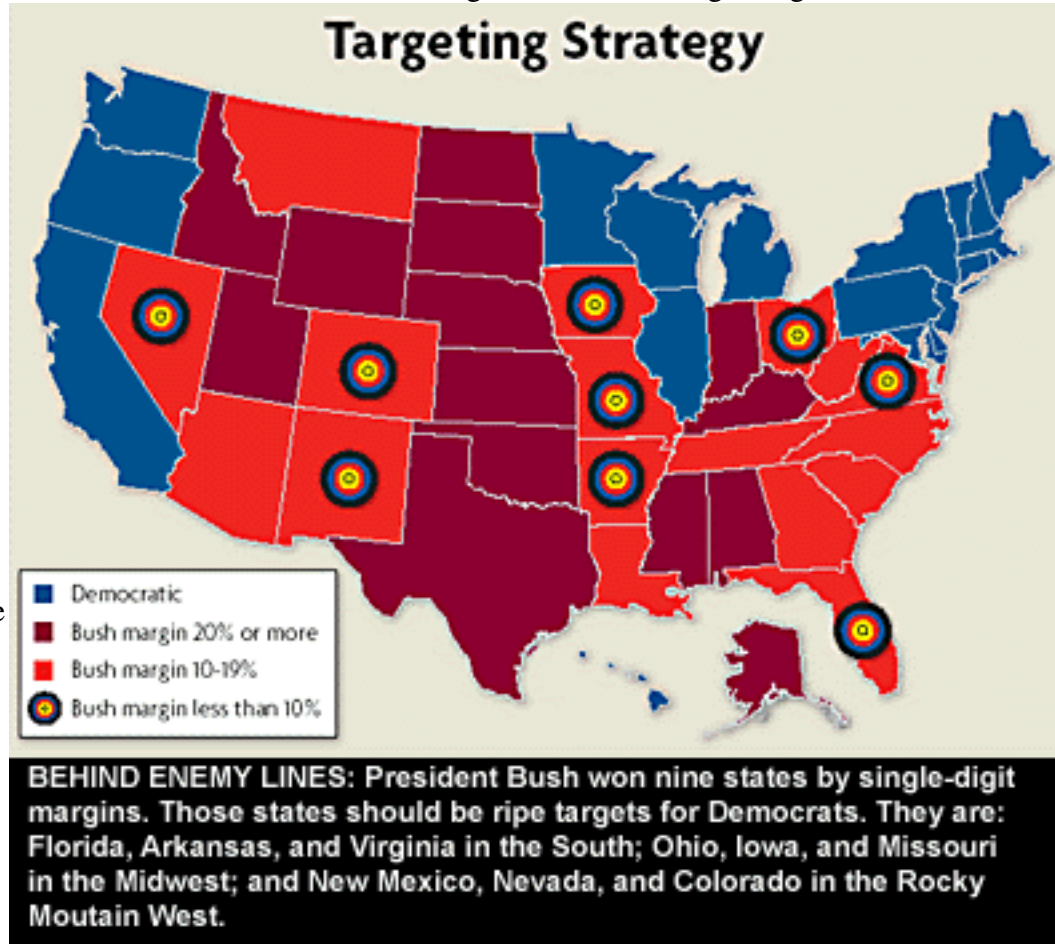 Targeting Strategy
Democratic
Bush margin 20% or more
Bush margin 10-19%
Bush margin less than 10%
BEHIND ENEMY LINES: President Bush won nine states by single-digit
margins. Those states should be ripe targets for Democrats. They are:
Florida, Arkansas, and Virginia in the South; Ohio, Iowa, and Missouri
in the Midwest; and New Mexico, Nevada, and Colorado in the Rocky
Moutain West.